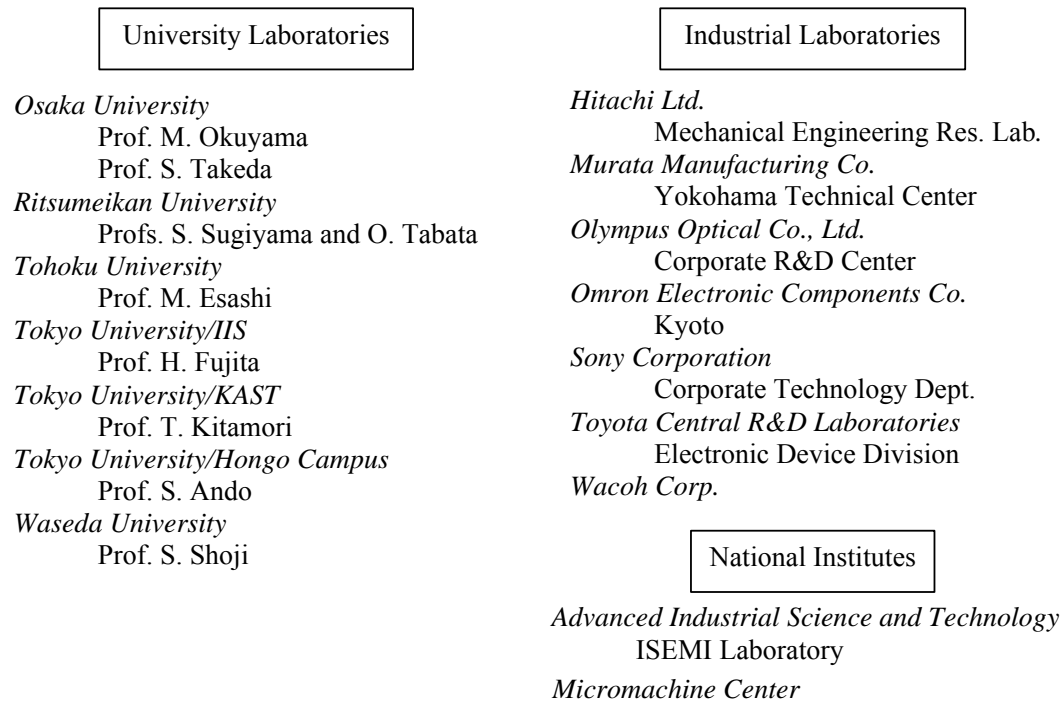 University Laboratories
Osaka University
Prof. M. Okuyama
Prof. S. Takeda
Ritsumeikan University
Profs. S. Sugiyama and O. Tabata
Tohoku University
Prof. M. Esashi
Tokyo University/IIS
Prof. H. Fujita
Tokyo University/KAST
Prof. T. Kitamori
Tokyo University/Hongo Campus
Prof. S. Ando
Waseda University
Prof. S. Shoji
Industrial Laboratories
Hitachi Ltd.
Mechanical Engineering Res. Lab.
Murata Manufacturing Co.
Yokohama Technical Center
Olympus Optical Co., Ltd.
Corporate R&D Center
Omron Electronic Components Co.
Kyoto
Sony Corporation
Corporate Technology Dept.
Toyota Central R&D Laboratories
Electronic Device Division
Wacoh Corp.
National Institutes
Advanced Industrial Science and Technology
ISEMI Laboratory
Micromachine Center